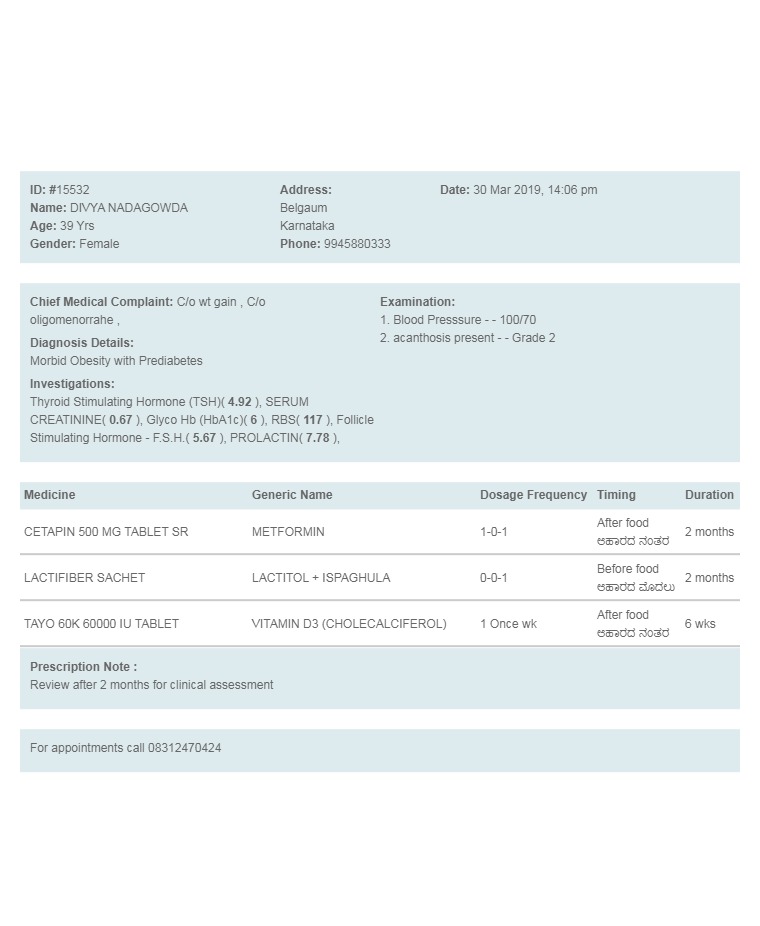 ID: #15532
Name: DIVYA NADAGOWDA
Age: 39 Yrs
Gender: Female
Address:
Belgaum
Karnataka
Phone: 9945880333
Date: 30 Mar 2019, 14:06 pm
Chief Medical Complaint: C/o wt gain , C/o
oligomenorrahe ,
Diagnosis Details:
Morbid Obesity with Prediabetes
Investigations:
Thyroid Stimulating Hormone (TSH)( 4.92 ), SERUM
CREATININE( 0.67 ), Glyco Hb (HbA1c)( 6 ), RBS( 117 ), Follicle
Stimulating Hormone - F.S.H.( 5.67 ), PROLACTIN( 7.78 ),
Examination:
1. Blood Presssure - - 100/70
2. acanthosis present - - Grade 2
Medicine Generic Name Dosage Frequency Timing Duration
CETAPIN 500 MG TABLET SR METFORMIN 1-0-1 After food 2 months
ಆಹಾರದ ನಂತರ
LACTIFIBER SACHET LACTITOL + ISPAGHULA 0-0-1 Before food 2 months
ಆಹಾರದ ಮೊದಲು
TAYO 60K 60000 IU TABLET VITAMIN D3 (CHOLECALCIFEROL) 1 Once wk After food 6 wks
ಆಹಾರದ ನಂತರ
Prescription Note :
Review after 2 months for clinical assessment
For appointments call 08312470424